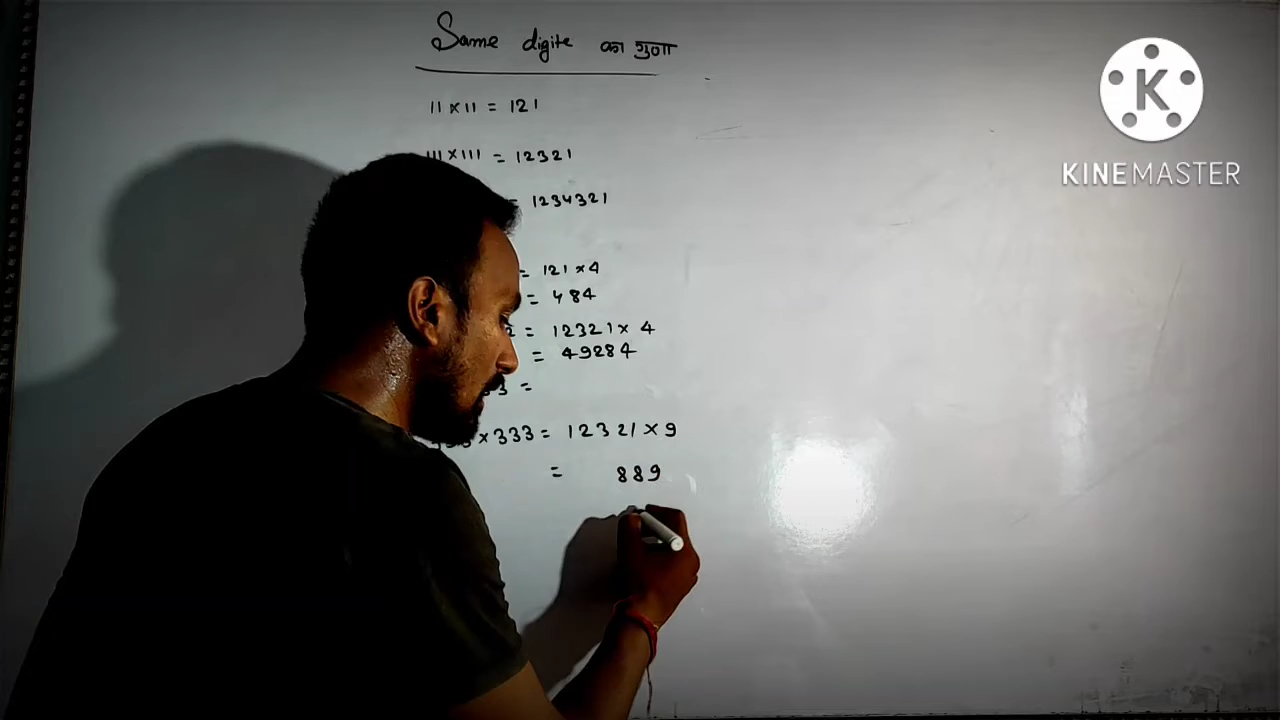 Same digite का गुणा
11 × 11 = 121
111 × 111 = 12321
= 1234321
= 121 × 4
= 484
= 12321 × 4
= 49284
=
× 333 = 12321 × 9
= 889
K
KINEMASTER